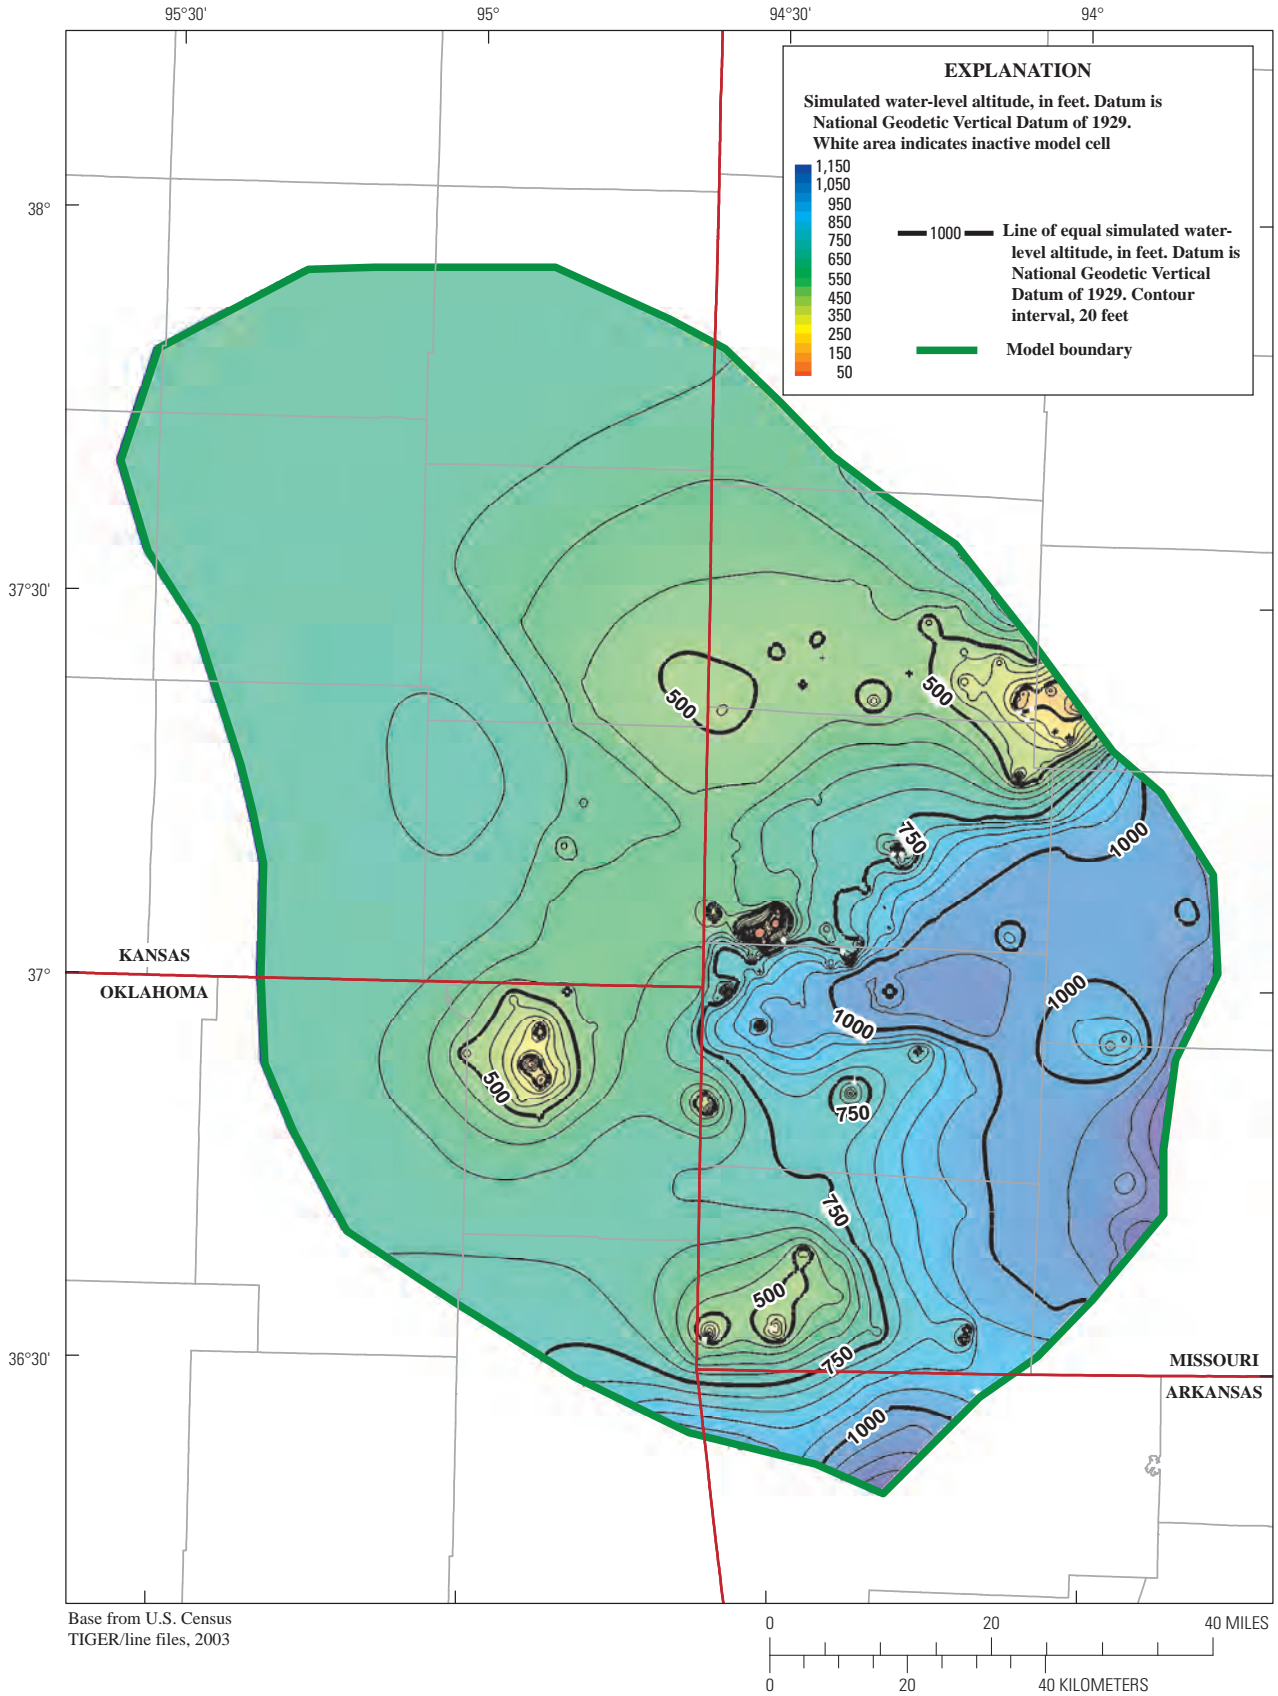 95°30'
95°
94°30'
94°
EXPLANATION
Simulated water-level altitude, in feet. Datum is
National Geodetic Vertical Datum of 1929.
White area indicates inactive model cell
1,150
1,050
950
850
750
650
550
450
350
250
150
50
1000
Line of equal simulated water-
level altitude, in feet. Datum is
National Geodetic Vertical
Datum of 1929. Contour
interval, 20 feet
Model boundary
38°
37°30'
37°
36°30'
500
500
750
1000
KANSAS
OKLAHOMA
1000
1000
500
750
750
500
750
MISSOURI
ARKANSAS
1000
Base from U.S. Census
TIGER/line files, 2003
0 20 40 MILES
0 20 40 KILOMETERS